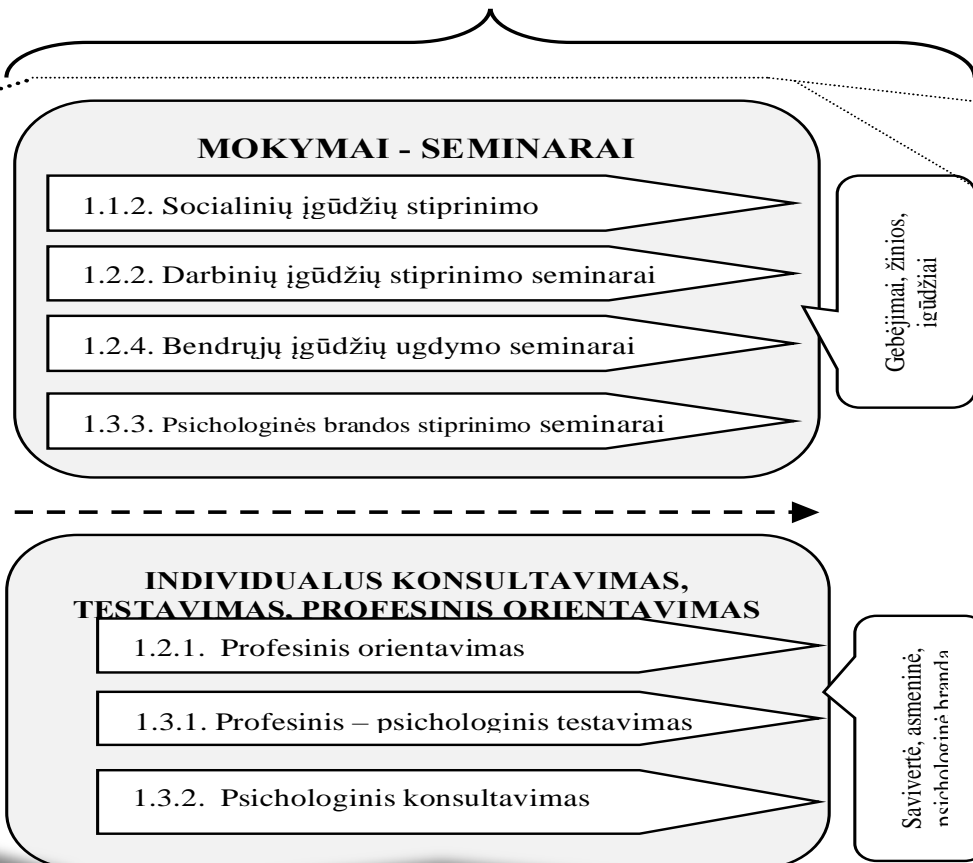 MOKYMAI - SEMINARAI
1.1.2. Socialinių įgūdžių stiprinimo
1.2.2. Darbinių įgūdžių stiprinimo seminarai
1.2.4. Bendrųjų įgūdžių ugdymo seminarai
1.3.3. Psichologinės brandos stiprinimo seminarai
Gebėjimai, žinios,
įgūdžiai
INDIVIDUALUS KONSULTAVIMAS,
TESTAVIMAS, PROFESINIS ORIENTAVIMAS
1.2.1. Profesinis orientavimas
1.3.1. Profesinis – psichologinis testavimas
1.3.2. Psichologinis konsultavimas
Savivertė, asmeninė,
psichologinė branda